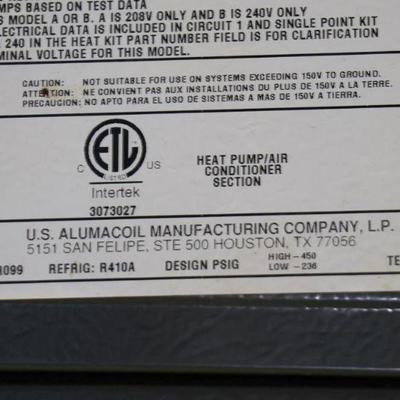 MPS BASED ON TEST DATA
S MODEL A OR B. A IS 208V ONLY AND B IS 240V ONLY
ELECTRICAL DATA IS INCLUDED IN CIRCUIT 1 AND SINGLE POINT KIT
240 IN THE HEAT KIT PART NUMBER FIELD IS FOR CLARIFICATION
MINAL VOLTAGE FOR THIS MODEL.
CAUTION: NOT SUITABLE FOR USE ON SYSTEMS EXCEEDING 150V TO GROUND.
ATTENTION: NE CONVIENT PAS AUX INSTALLATIONS DU PLUS DE 150V A LA TERRE.
PRECAUCION: NO APTO PARA EL USO DE SISTEMAS A MAS DE 150V A TIERRA.
ETL
LISTED
C US
Intertek
3073027
HEAT PUMP/AIR
CONDITIONER
SECTION
U.S. ALUMACOIL MANUFACTURING COMPANY, L.P.
5151 SAN FELIPE, STE 500 HOUSTON, TX 77056
1099 REFRIG: R410A DESIGN PSIG HIGH-450
LOW-236
TE